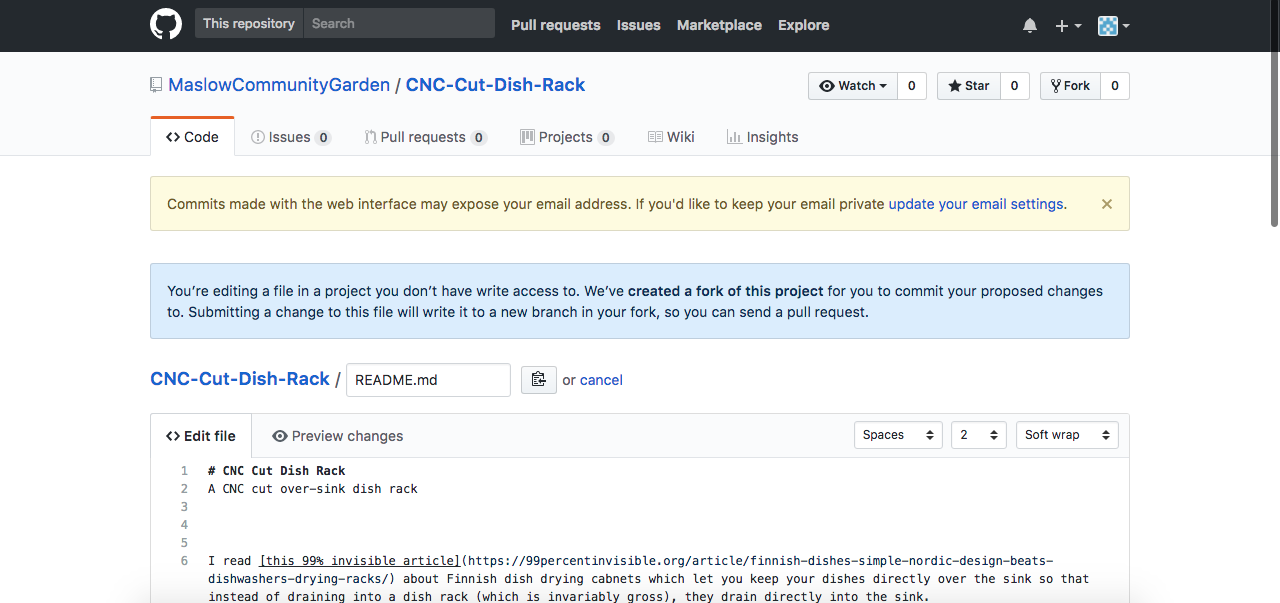 This repository Search Pull requests Issues Marketplace Explore
MaslowCommunityGarden / CNC-Cut-Dish-Rack Watch 0 Star 0 Fork 0
Code Issues 0 Pull requests 0 Projects 0 Wiki Insights
Commits made with the web interface may expose your email address. If you'd like to keep your email private update your email settings. ×
You’re editing a file in a project you don’t have write access to. We’ve created a fork of this project for you to commit your proposed changes
to. Submitting a change to this file will write it to a new branch in your fork, so you can send a pull request.
CNC-Cut-Dish-Rack / README.md or cancel
<> Edit file Preview changes Spaces 2 Soft wrap
1 # CNC Cut Dish Rack
2 A CNC cut over-sink dish rack
3
4
5
6 I read [this 99% invisible article](https://99percentinvisible.org/article/finnish-dishes-simple-nordic-design-beats-
dishwashers-drying-racks/) about Finnish dish drying cabnets which let you keep your dishes directly over the sink so that
instead of draining into a dish rack (which is invariably gross), they drain directly into the sink.